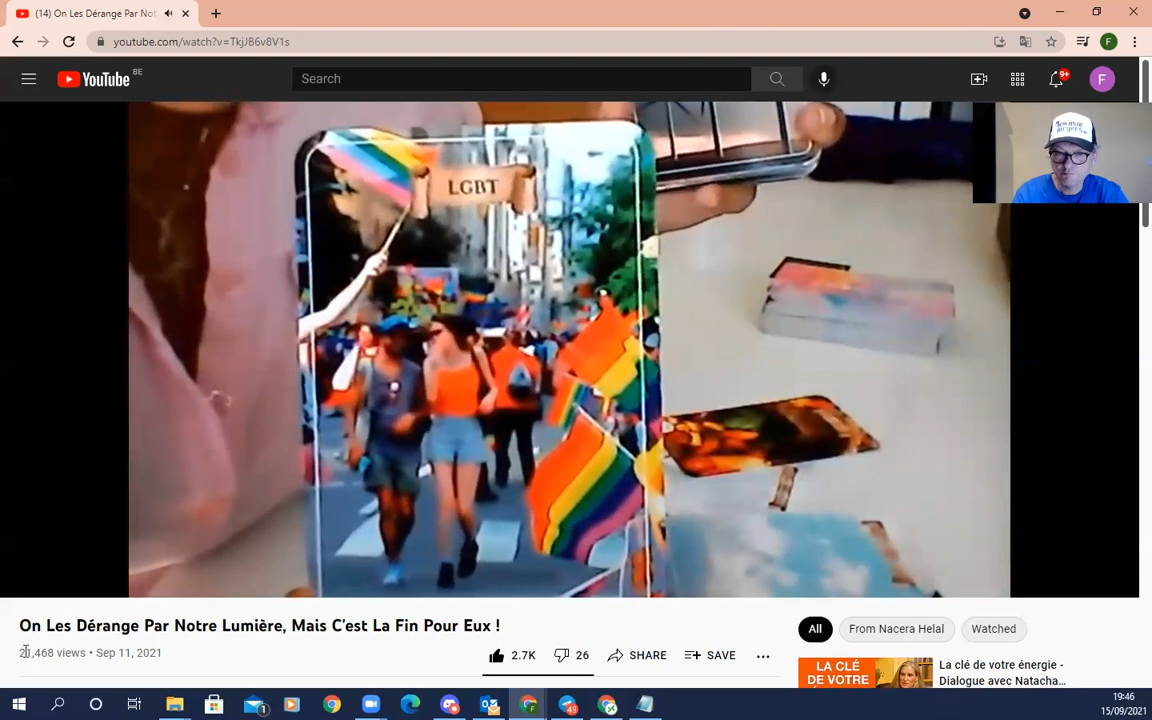 (14) On Les Dérange Par Not
youtube.com/watch?v=TkjJB6v8V1s
F
YouTube BE
Search
9+
F
LGBT
On Les Dérange Par Notre Lumière, Mais C'est La Fin Pour Eux !
,468 views • Sep 11, 2021
2.7K
26
SHARE
SAVE
All
From Nacera Helal
Watched
LA CLÉ
DE VOTRE
La clé de votre énergie -
Dialogue avec Natacha...
1
49
19:46
15/09/2021